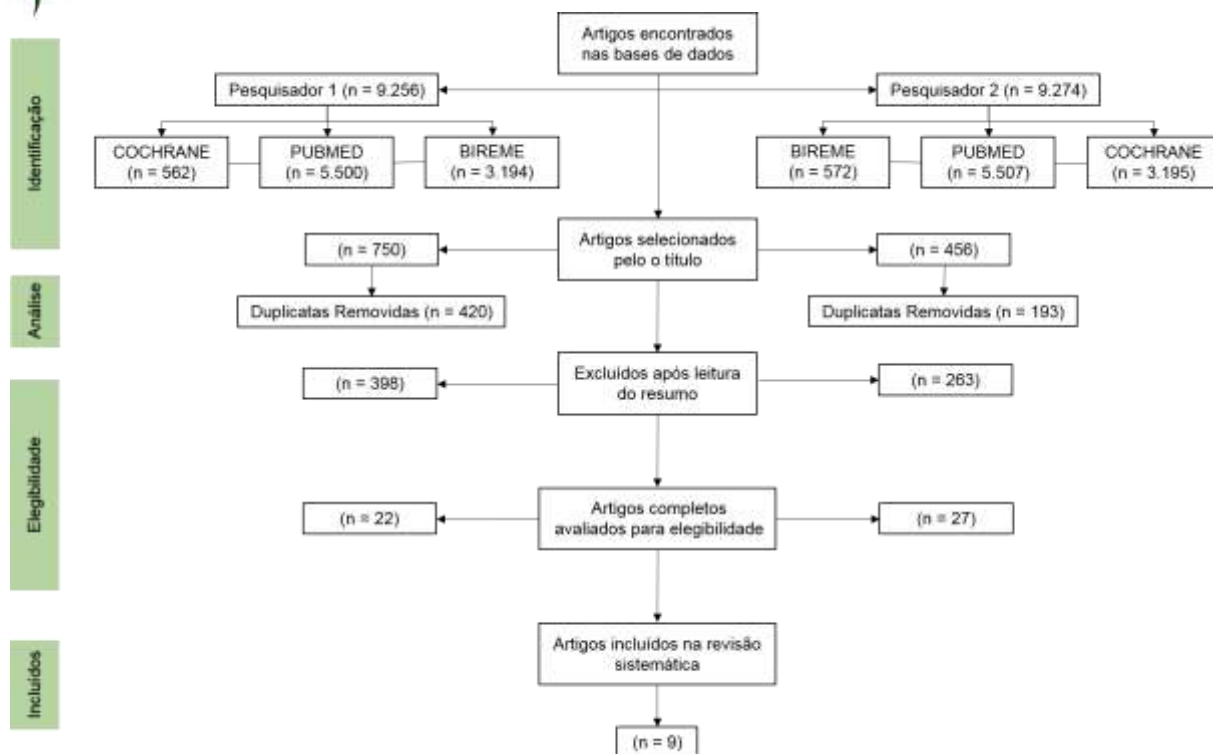 Identificação
Artigos encontrados
nas bases de dados
Pesquisador 1 (n = 9.256)
Pesquisador 2 (n = 9.274)
COCHRANE
(n = 562)
PUBMED
(n = 5.500)
BIREME
(n = 3.194)
BIREME
(n = 572)
PUBMED
(n = 5.507)
COCHRANE
(n = 3.195)
Artigos selecionados
pelo o título
(n = 750)
(n = 456)
Análise
Duplicatas Removidas (n = 420)
Duplicatas Removidas (n = 193)
Elegibilidade
Excluídos após leitura
do resumo
(n = 398)
(n = 263)
Artigos completos
avaliados para elegibilidade
(n = 22)
(n = 27)
Incluídos
Artigos incluídos na revisão
sistemática
(n = 9)